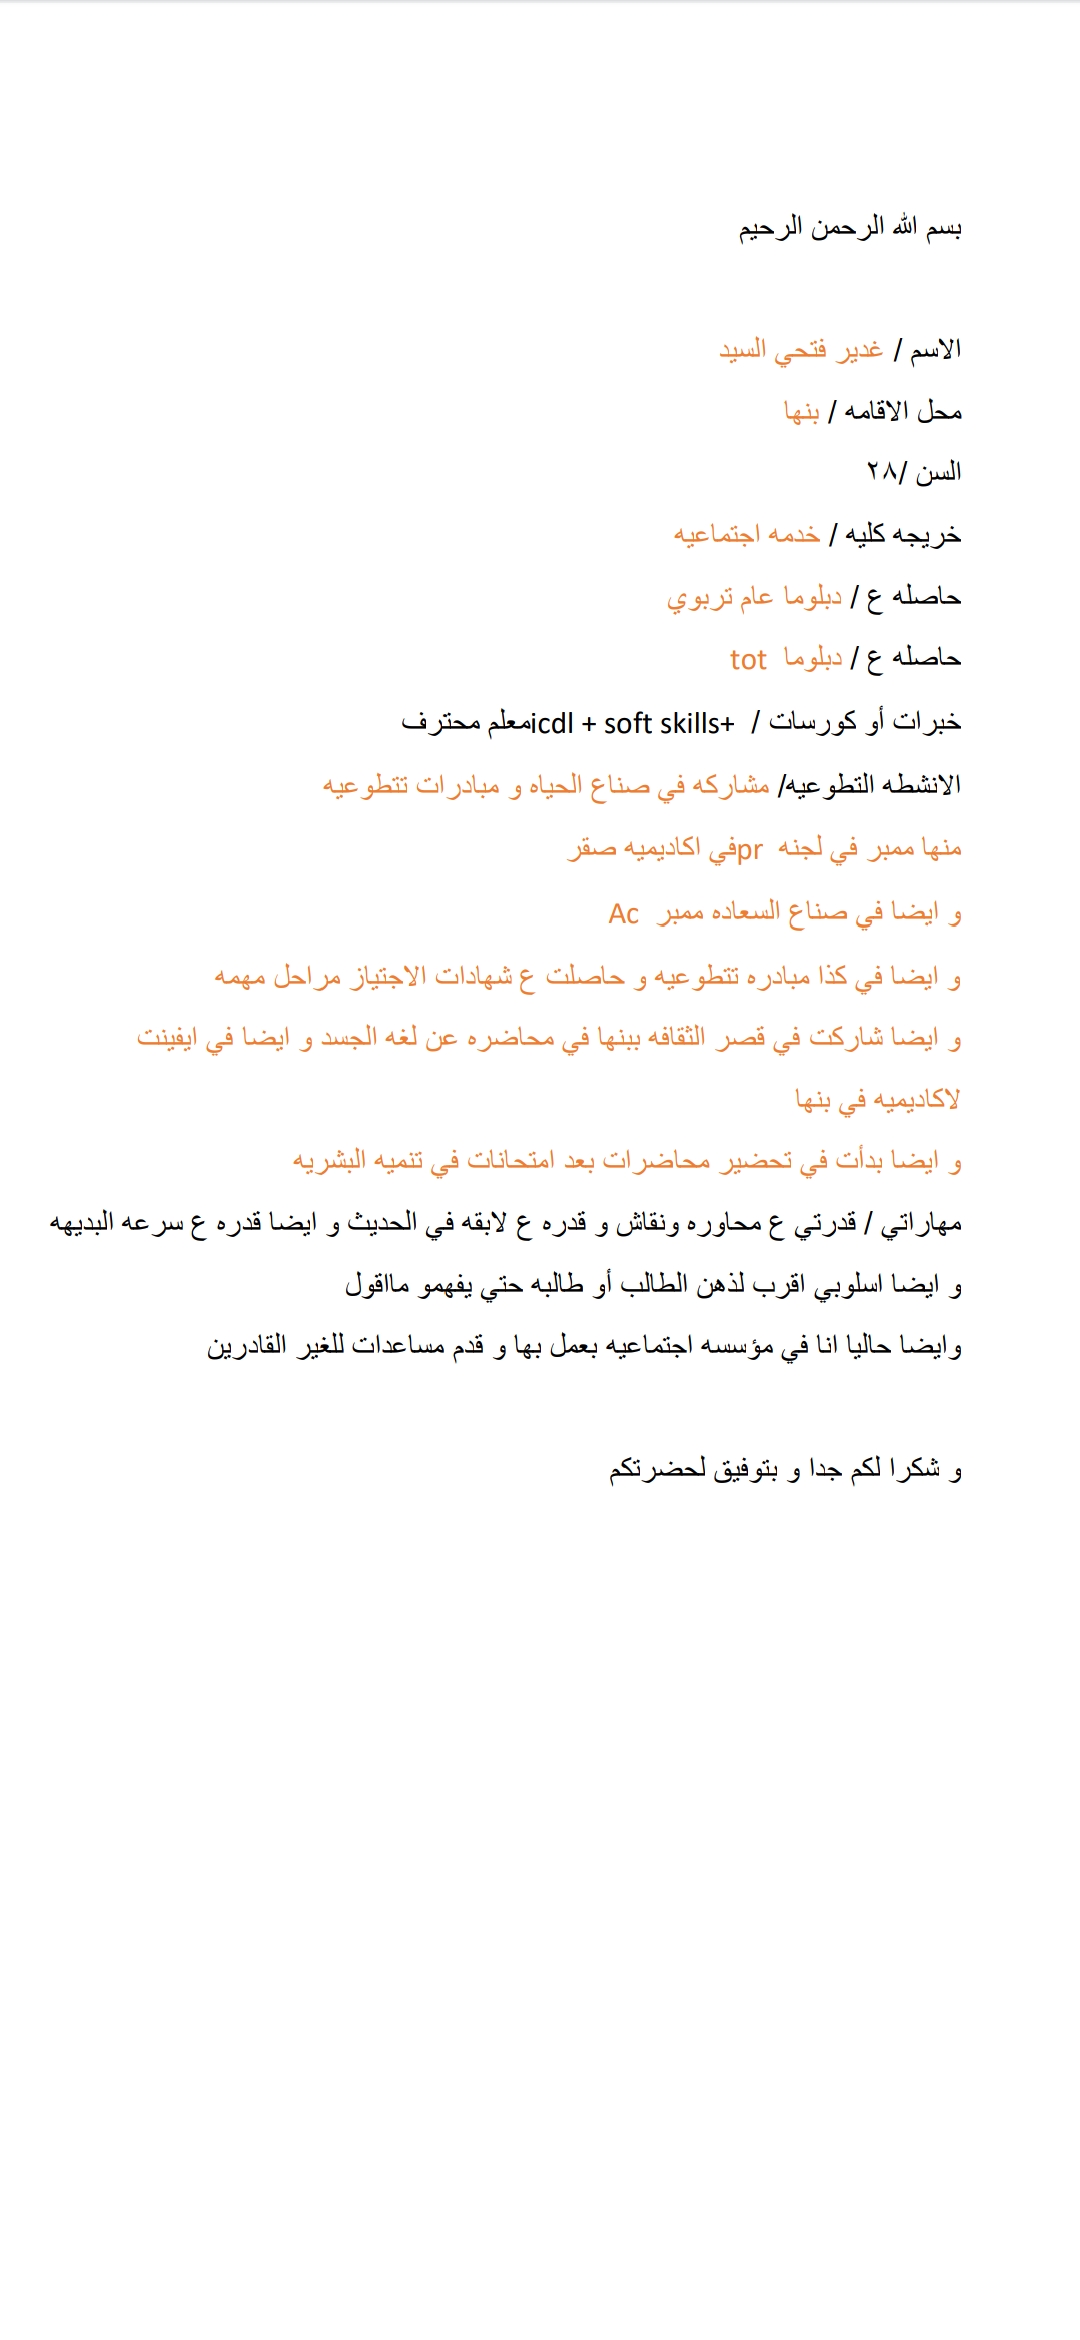 بسم الله الرحمن الرحيم
الاسم / غدير فتحي السيد
محل الاقامه / بنها
السن /٢٨
خريجه كليه / خدمه اجتماعيه
حاصله ع / دبلوما عام تربوي
حاصله ع / دبلوما tot
خبرات أو كورسات / +icdl + soft skillsمعلم محترف
الانشطه التطوعيه/ مشاركه في صناع الحياه و مبادرات تتطوعيه
منها ممبر في لجنه prفي اكاديميه صقر
و ايضا في صناع السعاده ممبر Ac
و ايضا في كذا مبادره تتطوعيه و حاصلت ع شهادات الاجتياز مراحل مهمه
و ايضا شاركت في قصر الثقافه ببنها في محاضره عن لغه الجسد و ايضا في ايفينت
لاكاديميه في بنها
و ايضا بدأت في تحضير محاضرات بعد امتحانات في تنميه البشريه
مهاراتي / قدرتي ع محاوره ونقاش و قدره ع لابقه في الحديث و ايضا قدره ع سرعه البديهه
و ايضا اسلوبي اقرب لذهن الطالب أو طالبه حتي يفهمو مااقول
وايضا حاليا انا في مؤسسه اجتماعيه بعمل بها و قدم مساعدات للغير القادرين
و شكرا لكم جدا و بتوفيق لحضرتكم